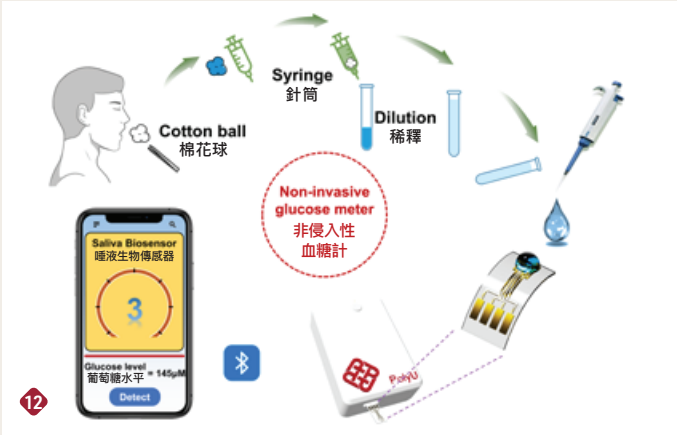 Cotton ball
棉花球
Syringe
針筒
Dilution
稀釋
Non-invasive
glucose meter
非侵入性
血糖計
Saliva Biosensor
唾液生物傳感器
3
Glucose level
葡萄糖水平
= 145μM
Detect
PolyU
12